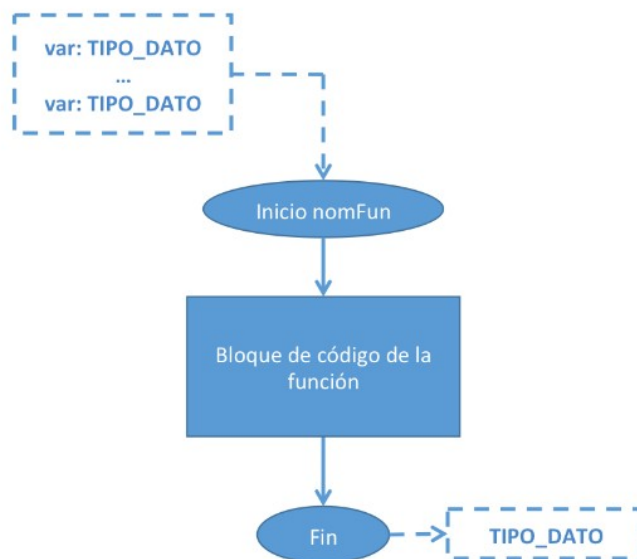 var: TIPO_DATO
...
var: TIPO_DATO
Inicio nomFun
Bloque de código de la
función
Fin
TIPO_DATO